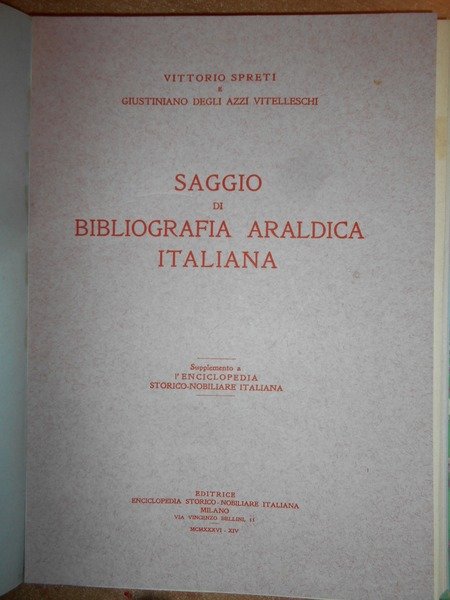 VITTORIO SPRETI
E
GIUSTINIANO DEGLI AZZI VITELLESCHI
SAGGIO
DI
BIBLIOGRAFIA ARALDICA
ITALIANA
Supplemento a
l'ENCICLOPEDIA
STORICO-NOBILIARE ITALIANA
EDITRICE
ENCICLOPEDIA STORICO-NOBILIARE ITALIANA
MILANO
VIA VINCENZO BELLINI, 11
MCMXXXVI - XIV